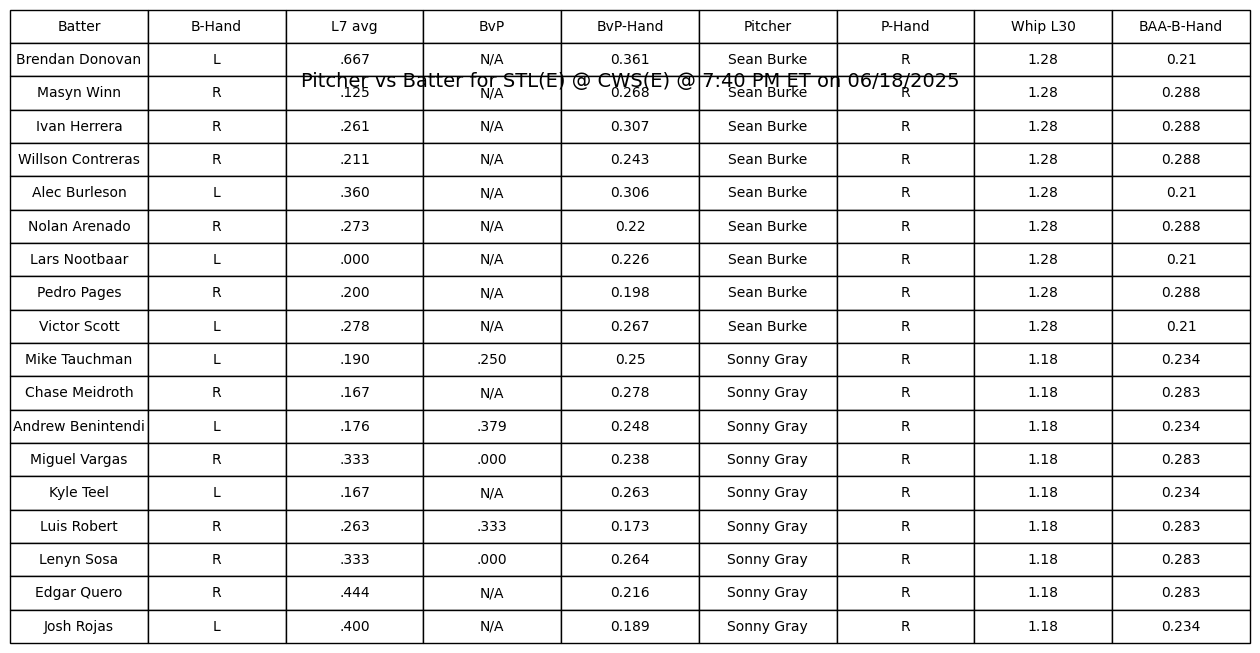 Batter B-Hand L7 avg BvP BvP-Hand Pitcher P-Hand Whip L30 BAA-B-Hand
Brendan Donovan L .667 N/A 0.361 Sean Burke R 1.28 0.21
Pitcher vs Batter for STL(E) @ CWS(E) @ 7:40 PM ET on 06/18/2025
Masyn Winn R .125 N/A 0.268 Sean Burke R 1.28 0.288
Ivan Herrera R .261 N/A 0.307 Sean Burke R 1.28 0.288
Willson Contreras R .211 N/A 0.243 Sean Burke R 1.28 0.288
Alec Burleson L .360 N/A 0.306 Sean Burke R 1.28 0.21
Nolan Arenado R .273 N/A 0.22 Sean Burke R 1.28 0.288
Lars Nootbaar L .000 N/A 0.226 Sean Burke R 1.28 0.21
Pedro Pages R .200 N/A 0.198 Sean Burke R 1.28 0.288
Victor Scott L .278 N/A 0.267 Sean Burke R 1.28 0.21
Mike Tauchman L .190 .250 0.25 Sonny Gray R 1.18 0.234
Chase Meidroth R .167 N/A 0.278 Sonny Gray R 1.18 0.283
Andrew Benintendi L .176 .379 0.248 Sonny Gray R 1.18 0.234
Miguel Vargas R .333 .000 0.238 Sonny Gray R 1.18 0.283
Kyle Teel L .167 N/A 0.263 Sonny Gray R 1.18 0.234
Luis Robert R .263 .333 0.173 Sonny Gray R 1.18 0.283
Lenyn Sosa R .333 .000 0.264 Sonny Gray R 1.18 0.283
Edgar Quero R .444 N/A 0.216 Sonny Gray R 1.18 0.283
Josh Rojas L .400 N/A 0.189 Sonny Gray R 1.18 0.234